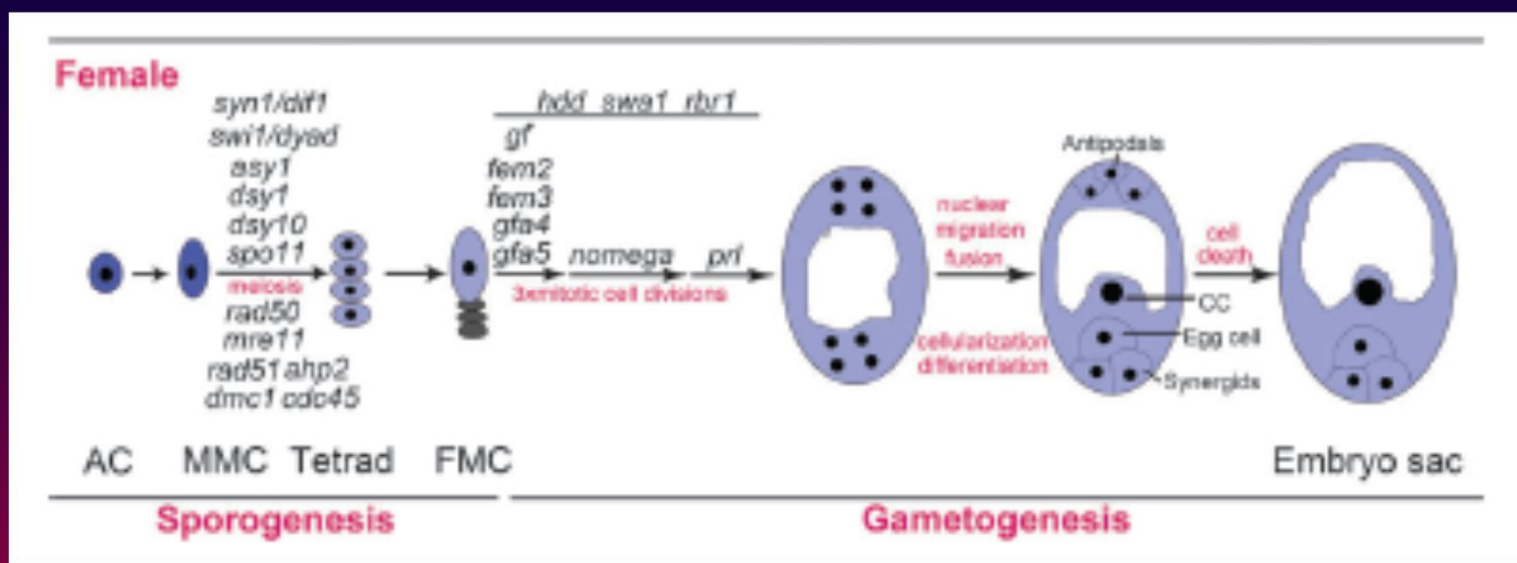 Female
syn1/dif1
swi1/dyad
asy1
dsy1
dsy10
spo11
meiosis
rad50
mre11
rad51 ahp2
dmc1 cdc45
hdd swa1 rbr1
gf
fem2
fem3
gfa4
gfa5 nomega prl
3xmitotic cell divisions
nuclear
migration
fusion
cellularization
differentiation
Antipodals
CC
Egg cell
Synergids
cell
death
AC MMC Tetrad FMC Embryo sac
Sporogenesis Gametogenesis